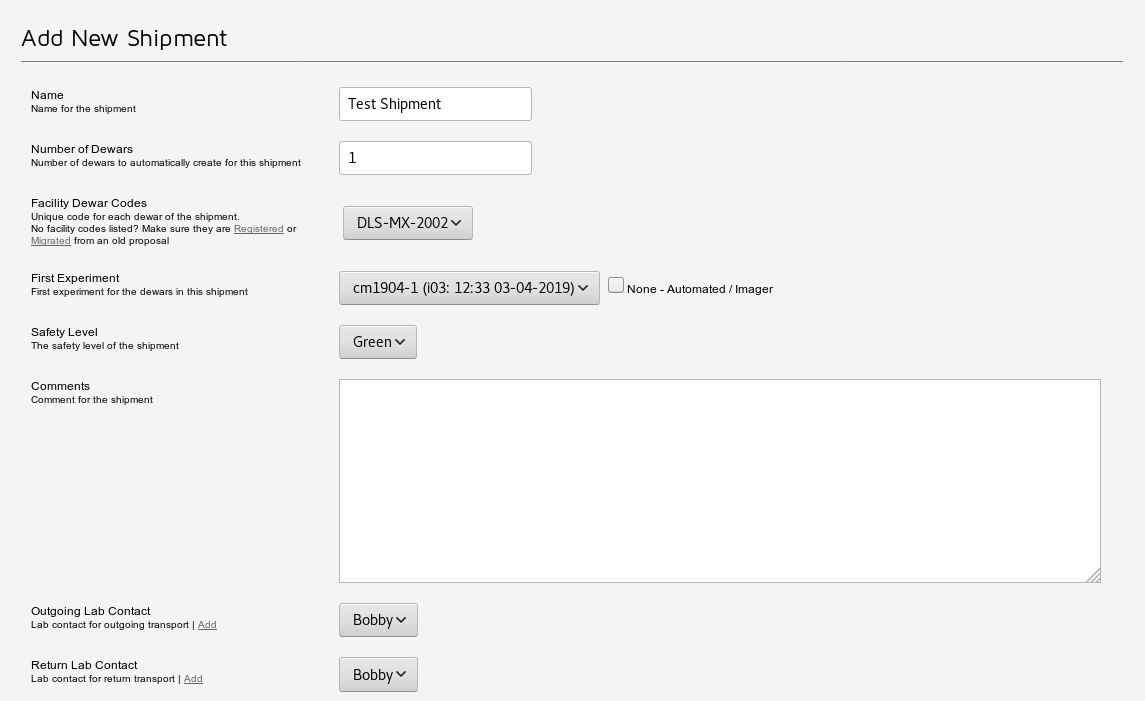 Add New Shipment
Name
Name for the shipment
Test Shipment
Number of Dewars
Number of dewars to automatically create for this shipment
1
Facility Dewar Codes
Unique code for each dewar of the shipment.
No facility codes listed? Make sure they are Registered or
Migrated from an old proposal
DLS-MX-2002
First Experiment
First experiment for the dewars in this shipment
cm1904-1 (i03: 12:33 03-04-2019)
None - Automated / Imager
Safety Level
The safety level of the shipment
Green
Comments
Comment for the shipment
Outgoing Lab Contact
Lab contact for outgoing transport | Add
Bobby
Return Lab Contact
Lab contact for return transport | Add
Bobby